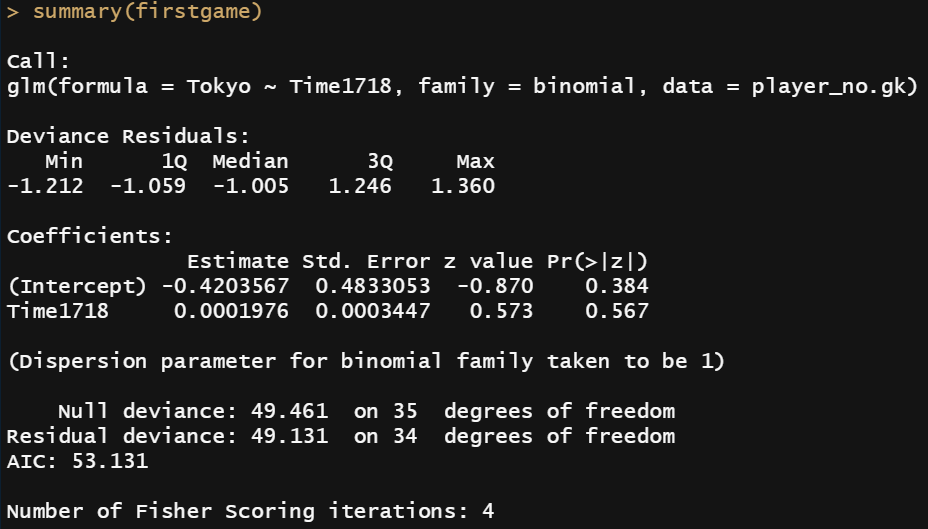 > summary(firstgame)
Call:
glm(formula = Tokyo ~ Time1718, family = binomial, data = player_no.gk)
Deviance Residuals:
   Min      1Q  Median      3Q     Max
-1.212  -1.059  -1.005   1.246   1.360
Coefficients:
              Estimate Std. Error z value Pr(>|z|)
(Intercept) -0.4203567  0.4833053  -0.870    0.384
Time1718     0.0001976  0.0003447   0.573    0.567
(Dispersion parameter for binomial family taken to be 1)
    Null deviance: 49.461  on 35  degrees of freedom
Residual deviance: 49.131  on 34  degrees of freedom
AIC: 53.131
Number of Fisher Scoring iterations: 4